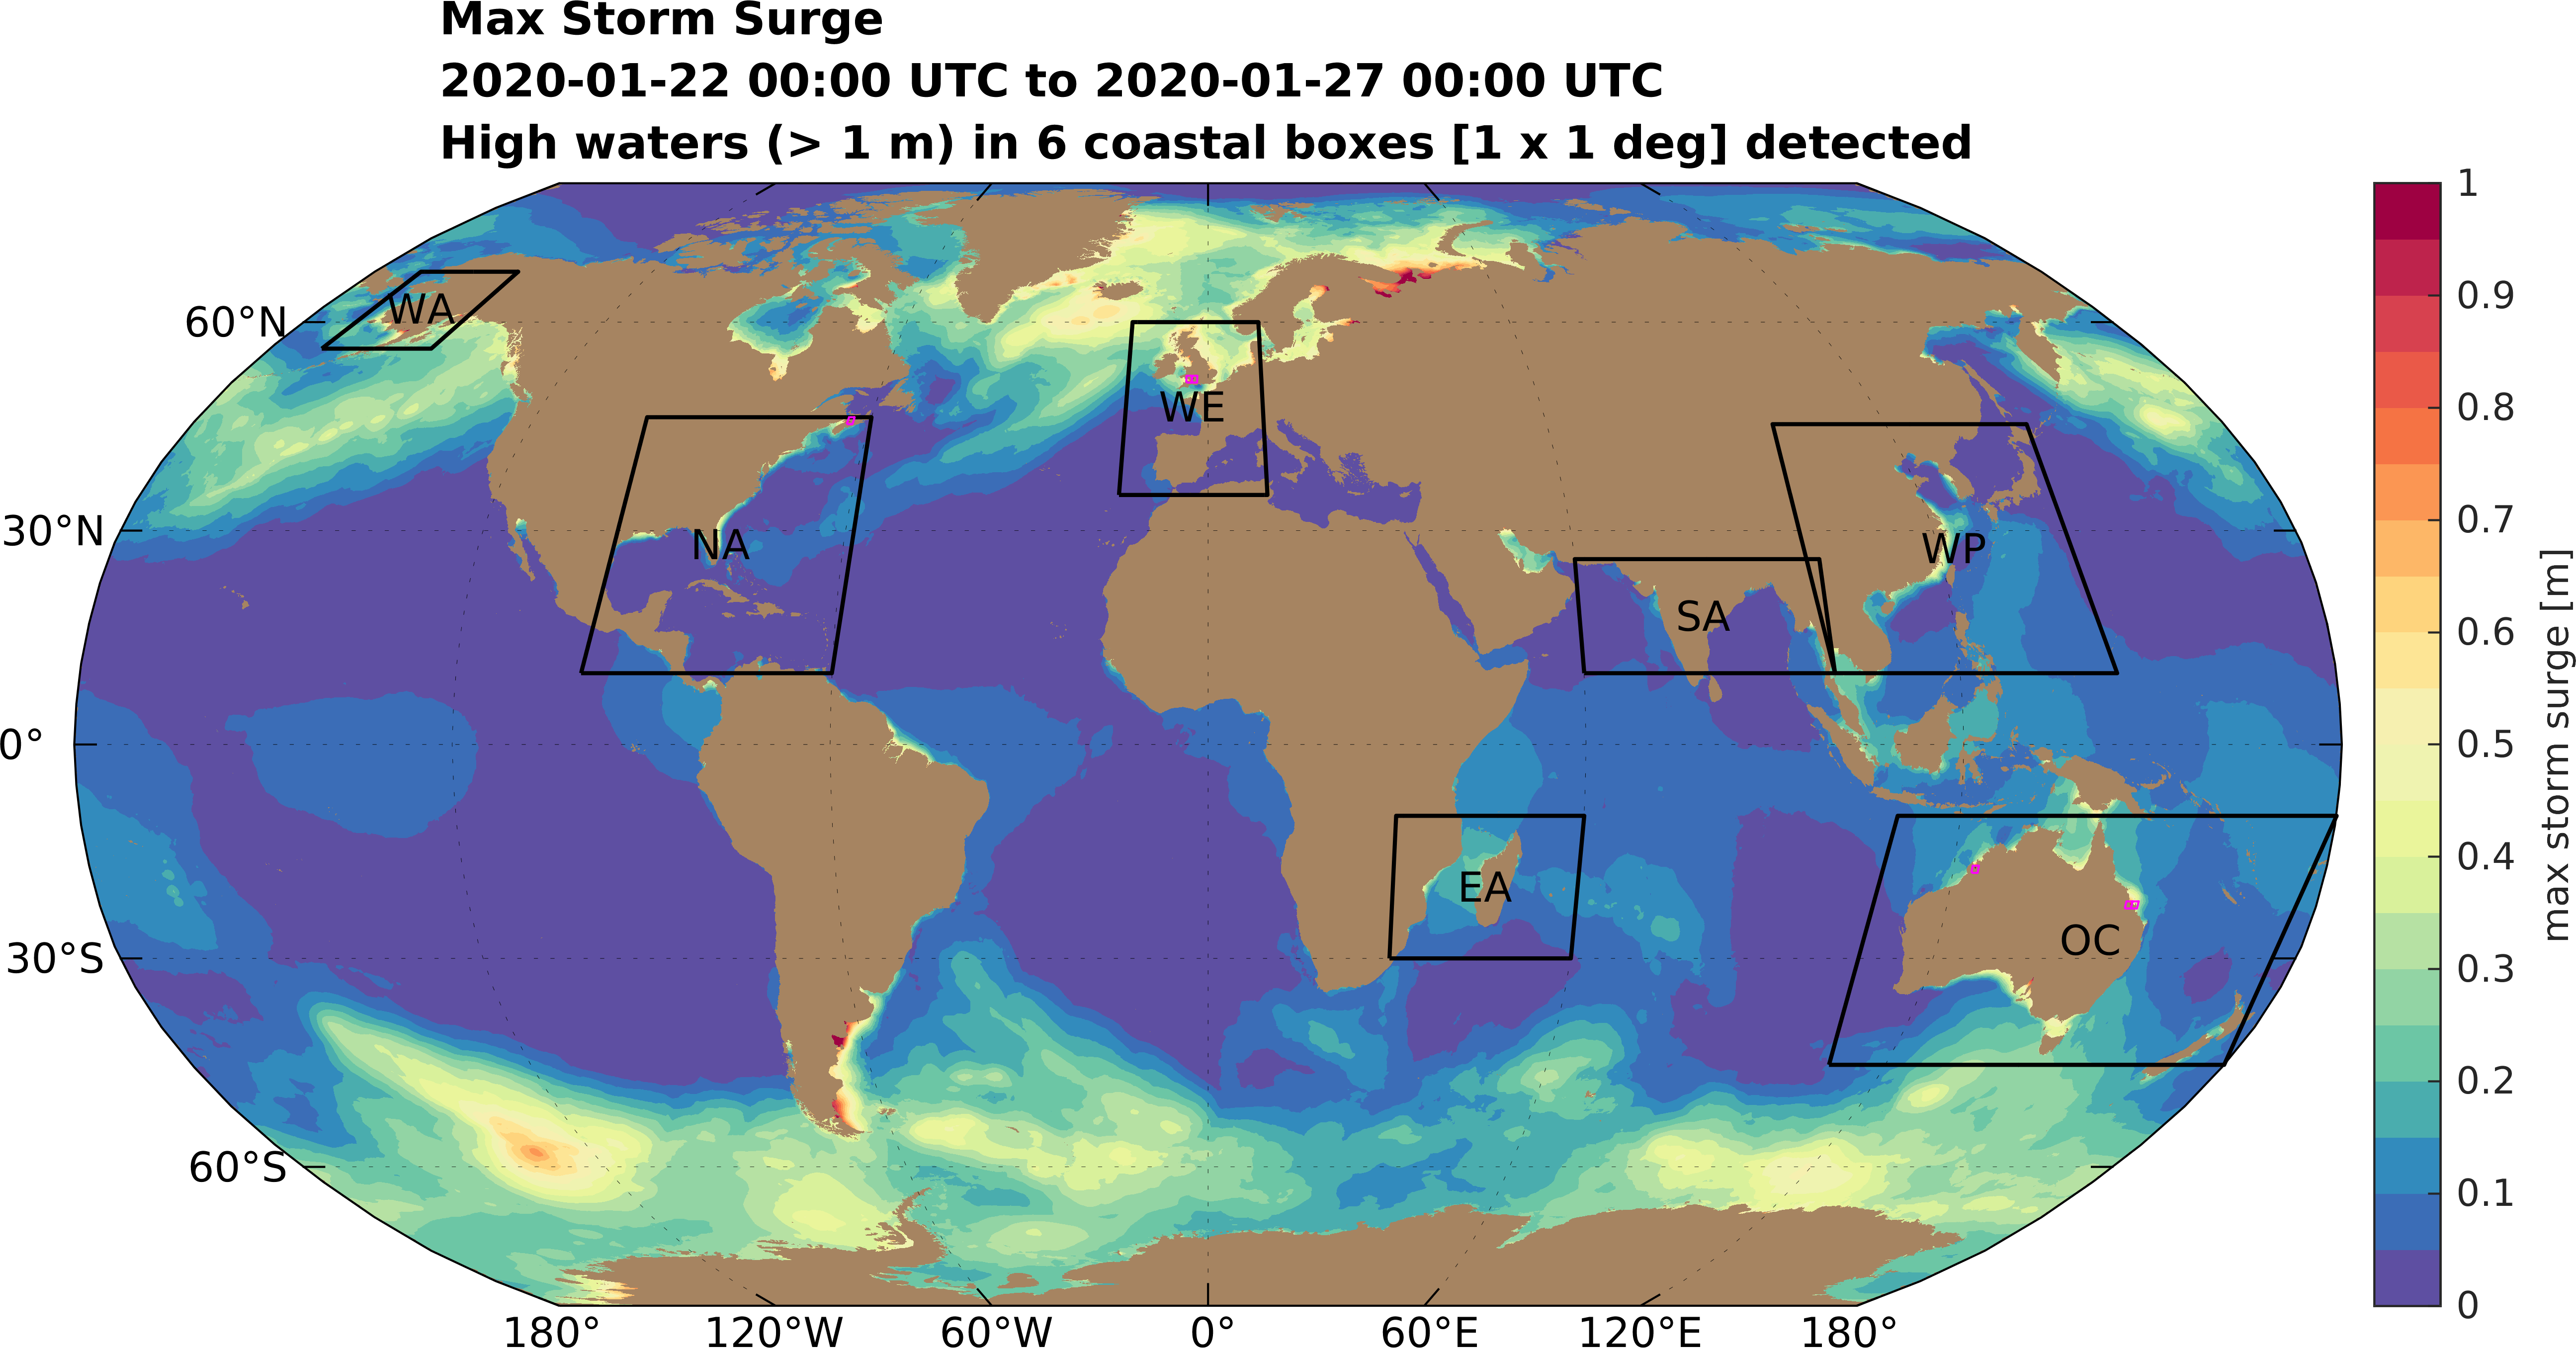 Max Storm Surge
2020-01-22 00:00 UTC to 2020-01-27 00:00 UTC
High waters (> 1 m) in 6 coastal boxes [1 x 1 deg] detected
60°N
30°N
0°
30°S
60°S
180°
120°W
60°W
0°
60°E
120°E
180°
WA
WE
NA
WP
SA
EA
OC
1
0.9
0.8
0.7
0.6
0.5
0.4
0.3
0.2
0.1
0
max storm surge [m]